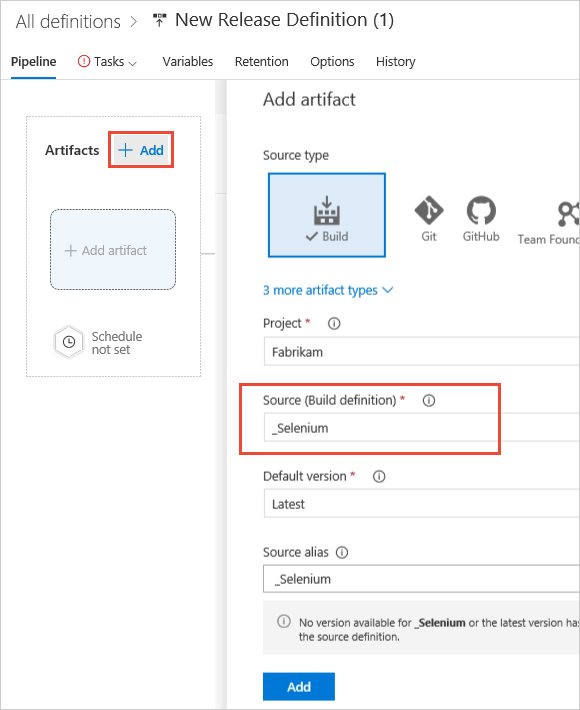 All definitions > New Release Definition (1)
Pipeline Tasks Variables Retention Options History
Artifacts + Add
+ Add artifact
Schedule
not set
Add artifact
Source type
Build Git GitHub Team Found
3 more artifact types
Project *
Fabrikam
Source (Build definition) *
_Selenium
Default version *
Latest
Source alias
_Selenium
No version available for _Selenium or the latest version has
the source definition.
Add